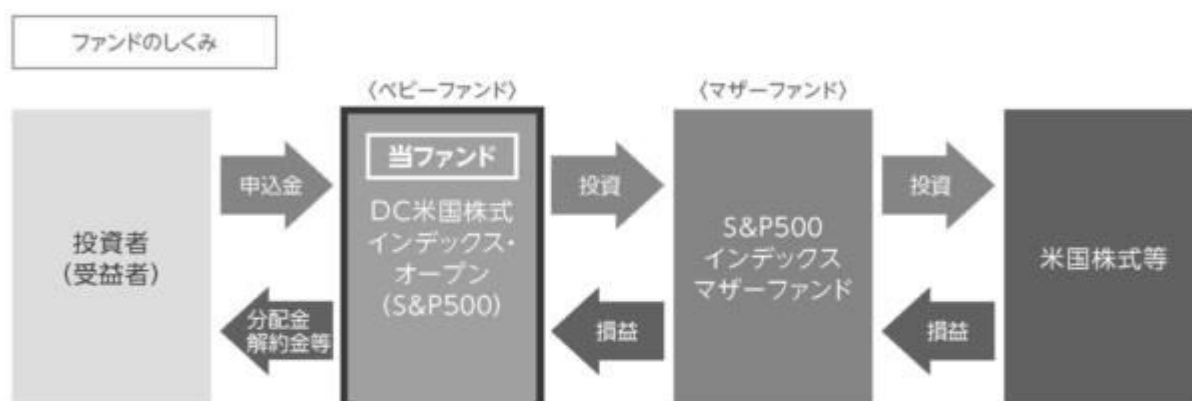 ファンドのしくみ
〈ベビーファンド〉
〈マザーファンド〉
投資者
(受益者)
申込金
分配金
解約金等
当ファンド
DC米国株式
インデックス・
オープン
(S&P500)
投資
損益
S&P500
インデックス
マザーファンド
投資
損益
米国株式等